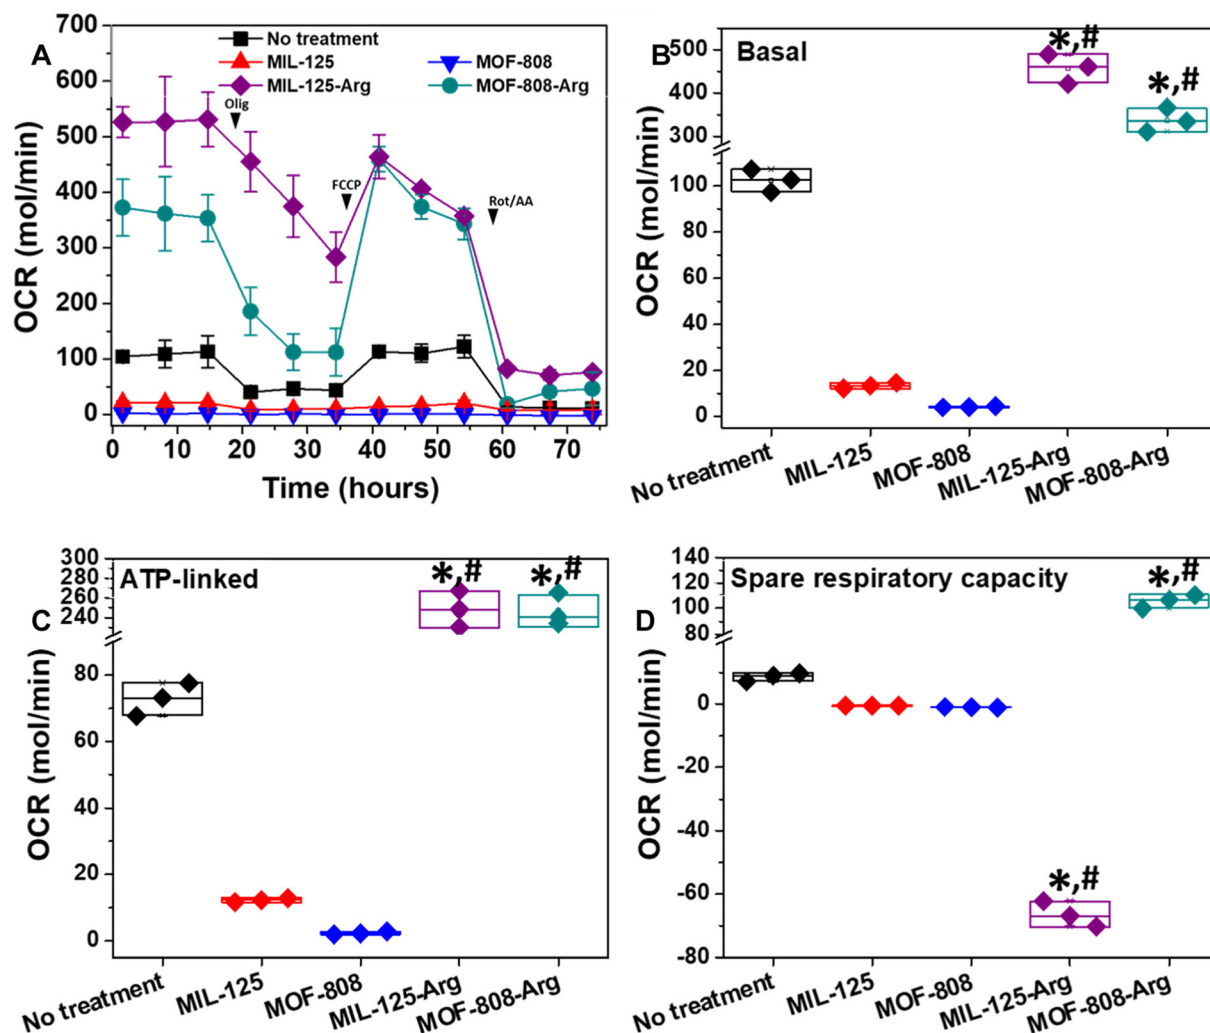 A
OCR (mol/min)
700
600
500
400
300
200
100
0
No treatment
MIL-125
MOF-808
MIL-125-Arg
MOF-808-Arg
Olig
FCCP
Rot/AA
0 10 20 30 40 50 60 70
Time (hours)
B
Basal
OCR (mol/min)
500
400
300
100
80
60
40
20
0
*,#
*,#
No treatment
MIL-125
MOF-808
MIL-125-Arg
MOF-808-Arg
C
ATP-linked
OCR (mol/min)
300
280
260
240
80
60
40
20
0
*,#
*,#
No treatment
MIL-125
MOF-808
MIL-125-Arg
MOF-808-Arg
D
Spare respiratory capacity
OCR (mol/min)
140
120
100
80
0
-20
-40
-60
-80
*,#
*,#
No treatment
MIL-125
MOF-808
MIL-125-Arg
MOF-808-Arg